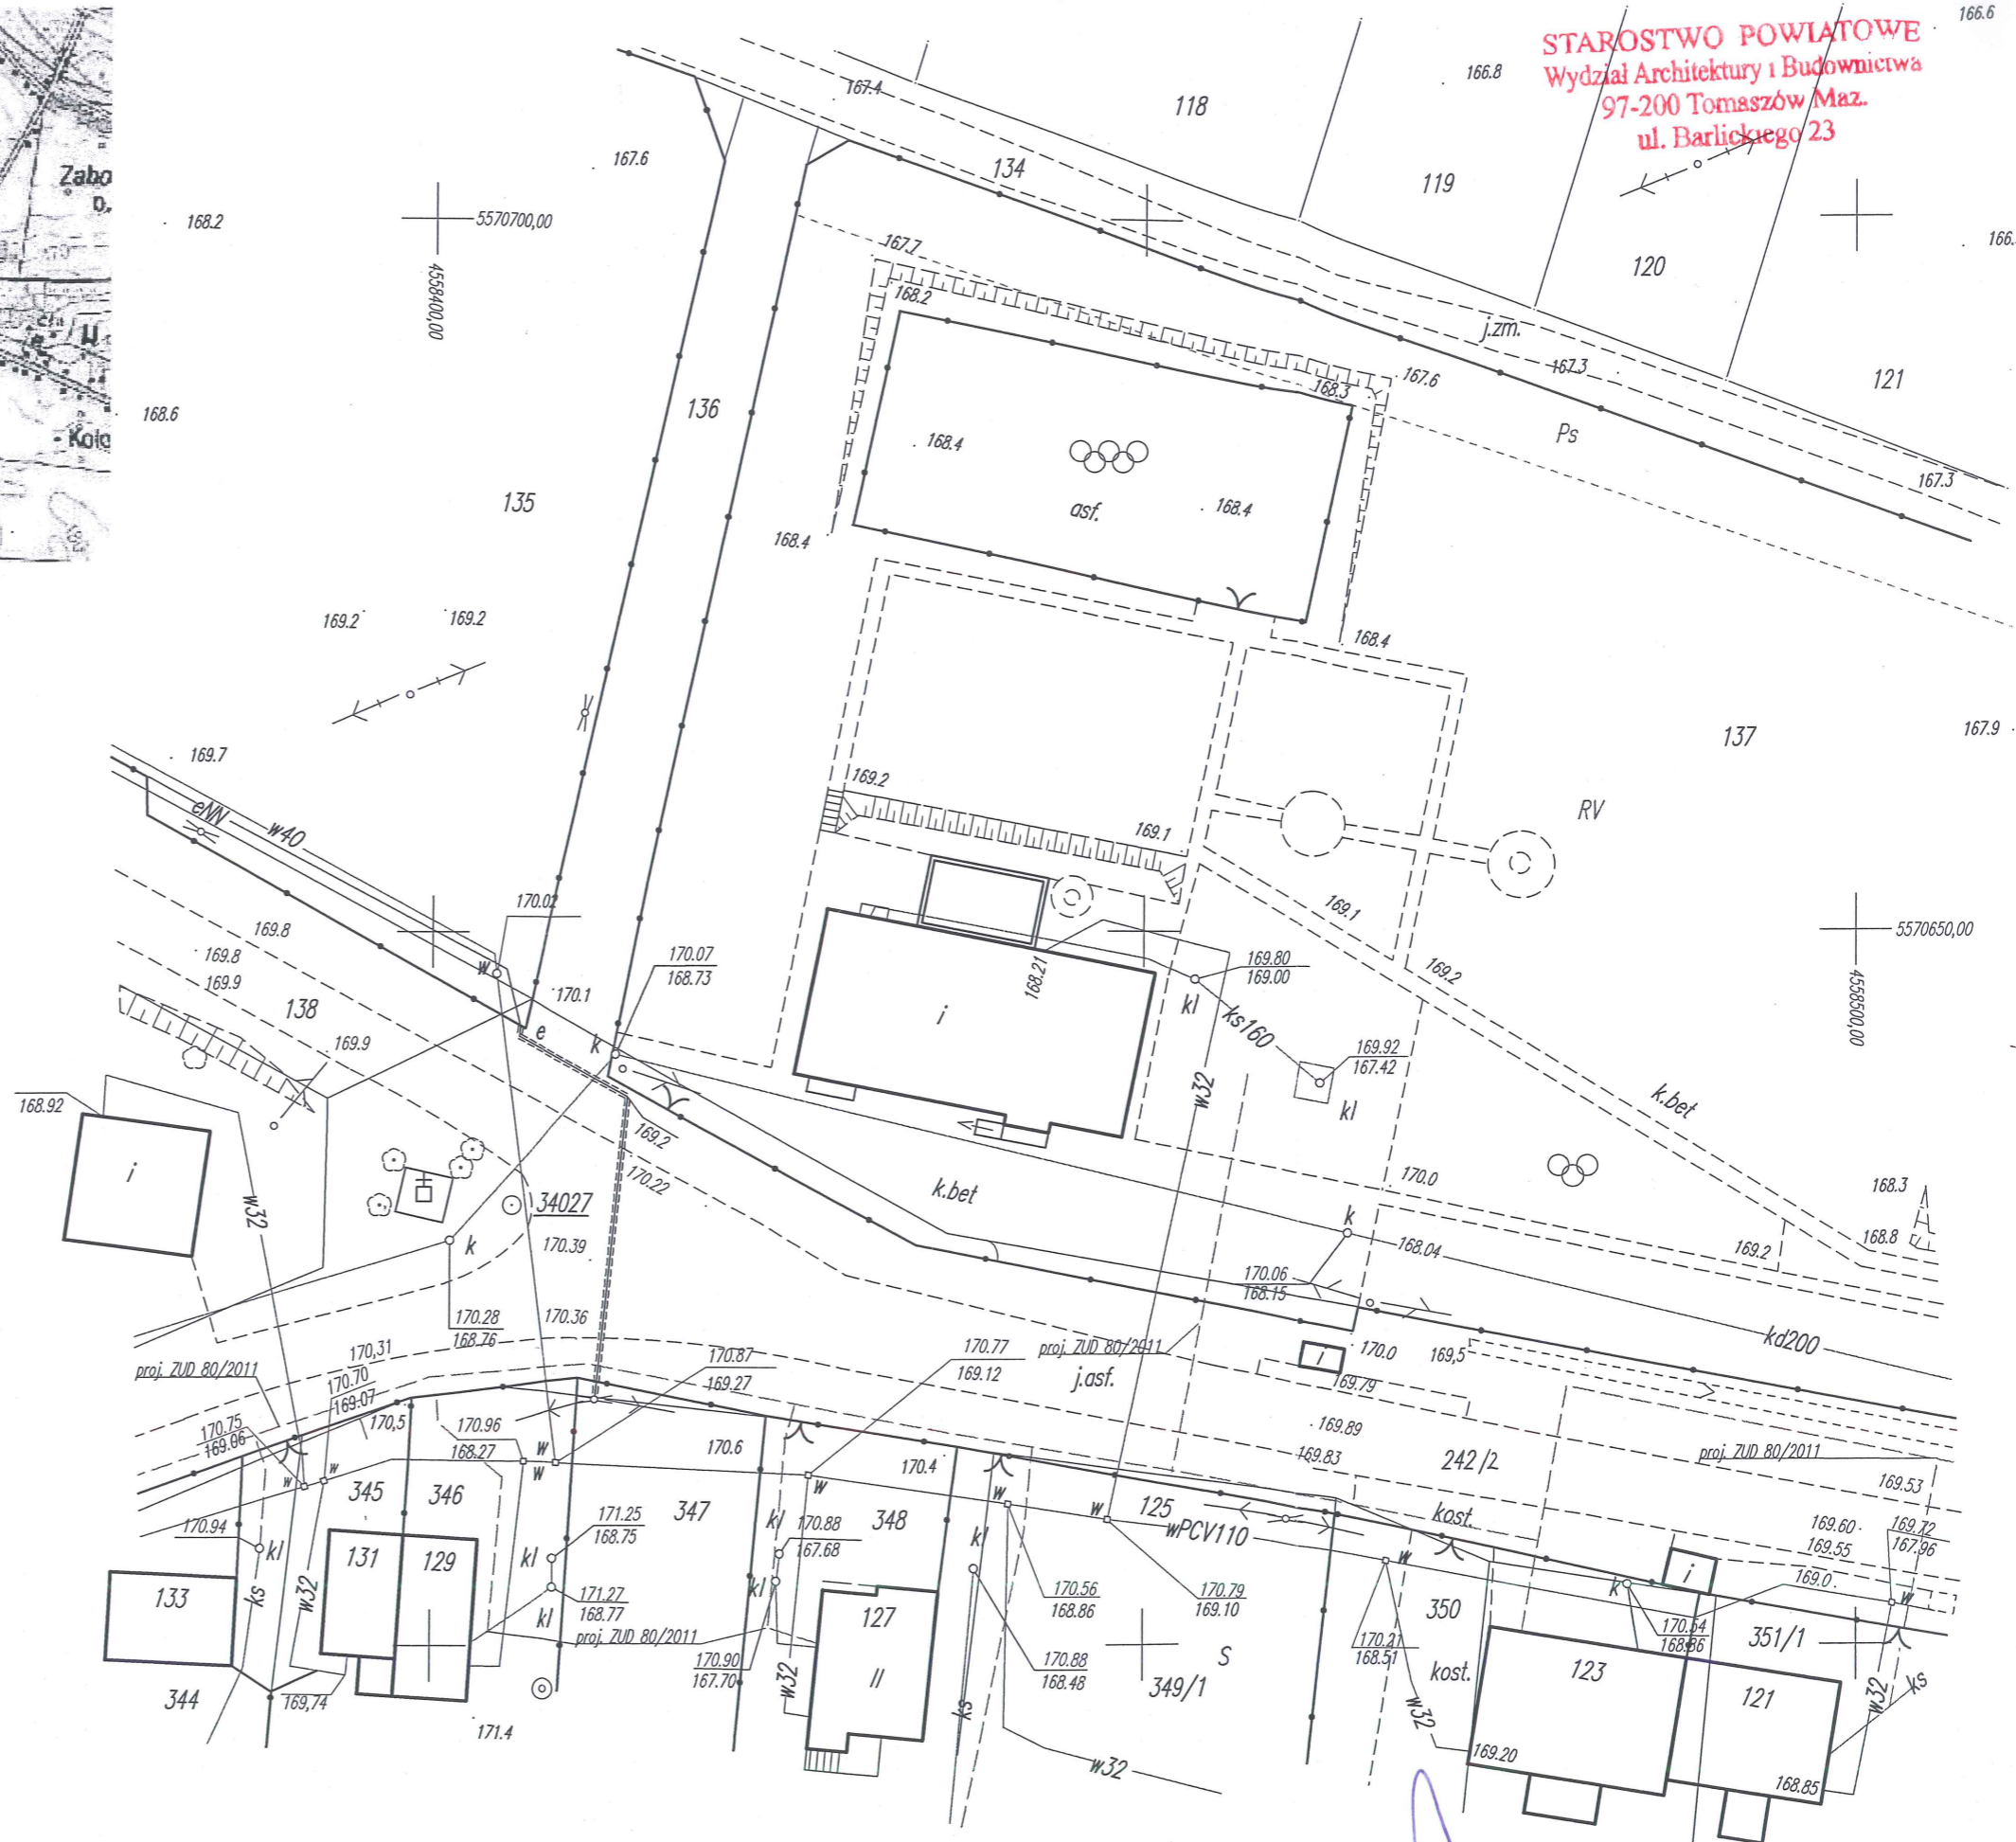 STAROSTWO POWIATOWE
Wydział Architektury i Budownictwa
97-200 Tomaszów Maz.
ul. Barlickiego 23
166.6
166.8
118
167.4
167.6
134
119
Zabo
168.2
5570700,00
4558400,00
167.7
168.2
120
166.
j.zm.
167.3
121
168.6
136
168.3
167.6
Kolo
168.4
Ps
135
asf.
168.4
167.3
168.4
169.2
169.2
168.4
137
167.9
169.7
169.2
169.1
RV
eNN
w40
170.02
169.1
5570650,00
4558500,00
169.8
169.8
169.9
w
170.07
168.73
168.21
169.80
169.00
169.2
138
170.1
e
k
i
kl
ks160
169.92
167.42
169.9
168.92
w32
kl
k.bet
i
169.2
170.22
170.0
w32
34027
k.bet
168.3
k
170.39
k
168.04
169.2
168.8
170.28
168.76
170.36
170.06
168.15
kd200
170,31
proj. ZUD 80/2011
170.87
169.27
170.77
169.12
proj. ZUD 80/2011
j.asf.
i
170.0
169,5
169.79
170.70
169.07
170,5
170.75
169.06
170.96
168.27
w
w
170.6
170.4
169.89
169.83
242/2
proj. ZUD 80/2011
169.53
w
w
345
346
347
348
w
w
w
125
wPCV110
kost.
169.60
169.55
169.72
167.96
170.94
kl
171.25
168.75
kl
kl
170.88
167.68
kl
w
131
129
133
ks
w32
171.27
168.77
kl
kl
127
170.56
168.86
170.79
169.10
350
k
i
169.0
w
proj. ZUD 80/2011
170.90
167.70
170.88
168.48
S
170.21
168.51
170.54
168.86
351/1
344
169,74
w32
II
ks
349/1
kost.
123
121
w32
ks
171.4
w32
w32
169.20
168.85